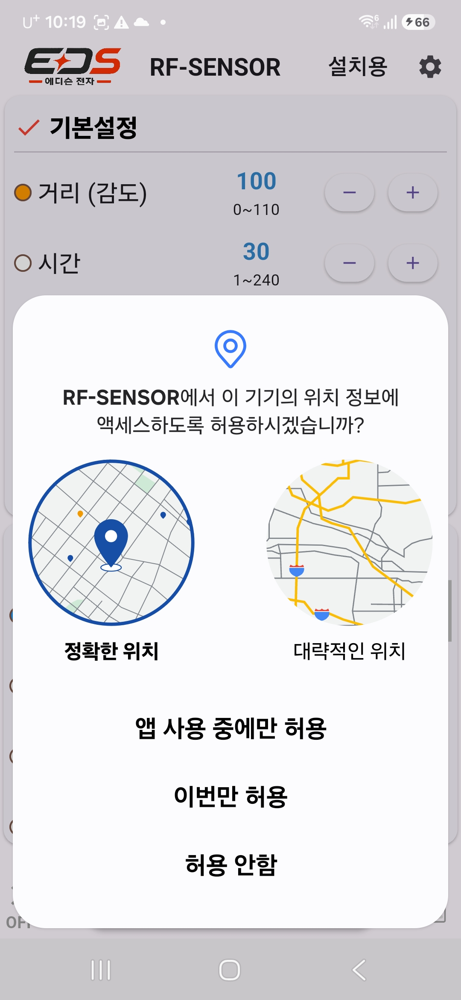 U+ 10:19 6 66
EDS
에디슨 전자
RF-SENSOR 설치용
기본설정
거리 (감도) 100 − +
0~110
시간 30 − +
1~240
RF-SENSOR에서 이 기기의 위치 정보에
액세스하도록 허용하시겠습니까?
정확한 위치 대략적인 위치
앱 사용 중에만 허용
이번만 허용
허용 안함